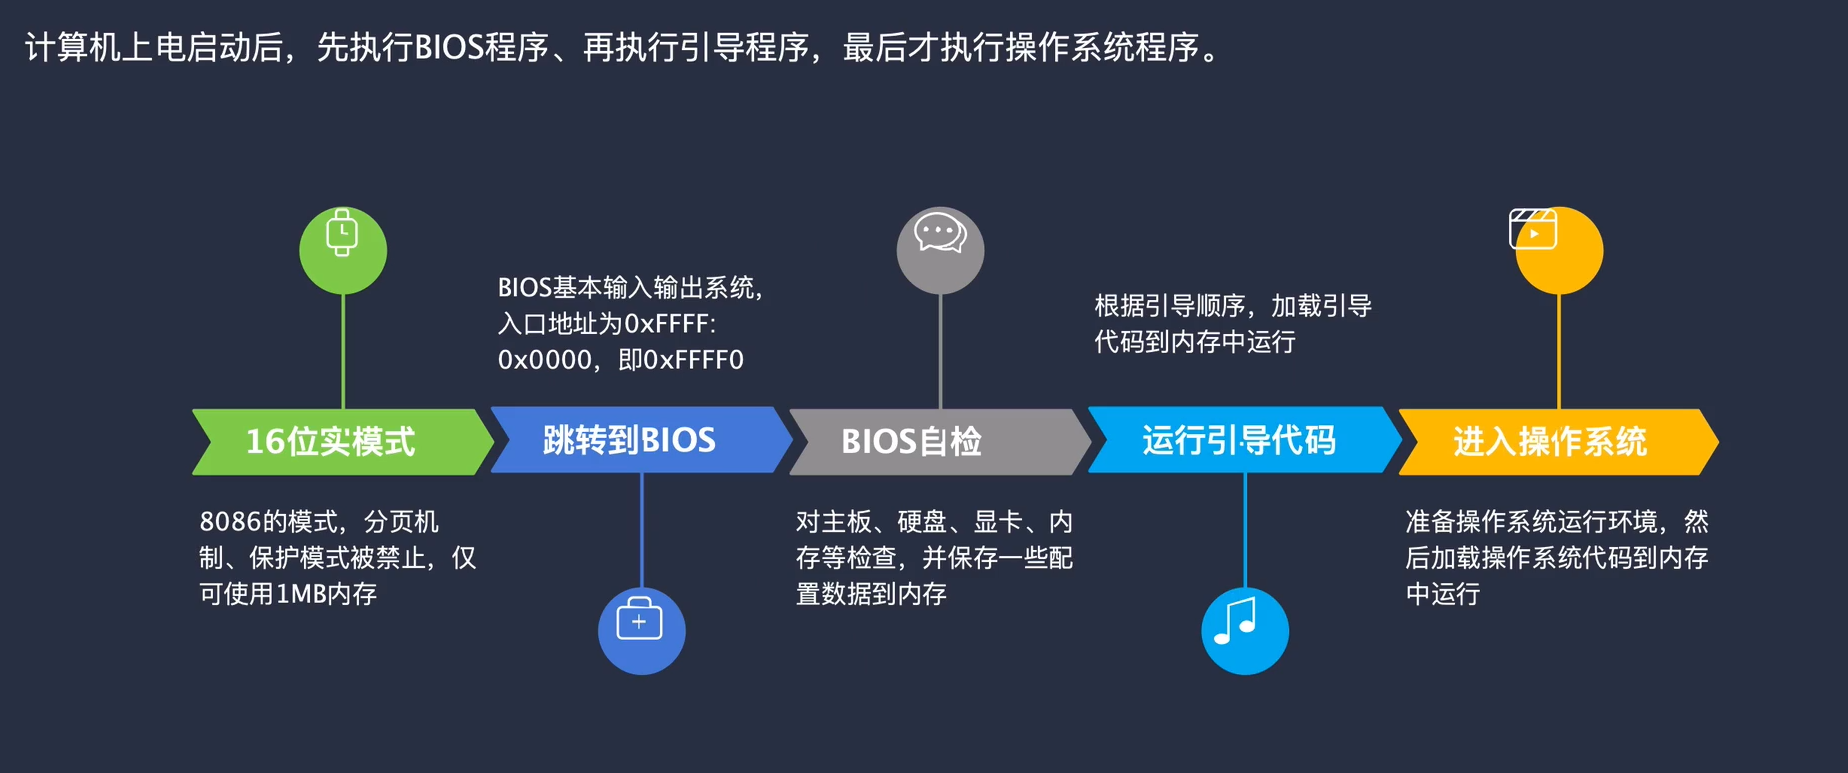 计算机上电启动后，先执行BIOS程序、再执行引导程序，最后才执行操作系统程序。
16位实模式
8086的模式，分页机
制、保护模式被禁止，仅
可使用1MB内存
BIOS基本输入输出系统，
入口地址为0xFFFF:
0x0000，即0xFFFF0
跳转到BIOS
BIOS自检
对主板、硬盘、显卡、内
存等检查，并保存一些配
置数据到内存
根据引导顺序，加载引导
代码到内存中运行
运行引导代码
进入操作系统
准备操作系统运行环境，然
后加载操作系统代码到内存
中运行